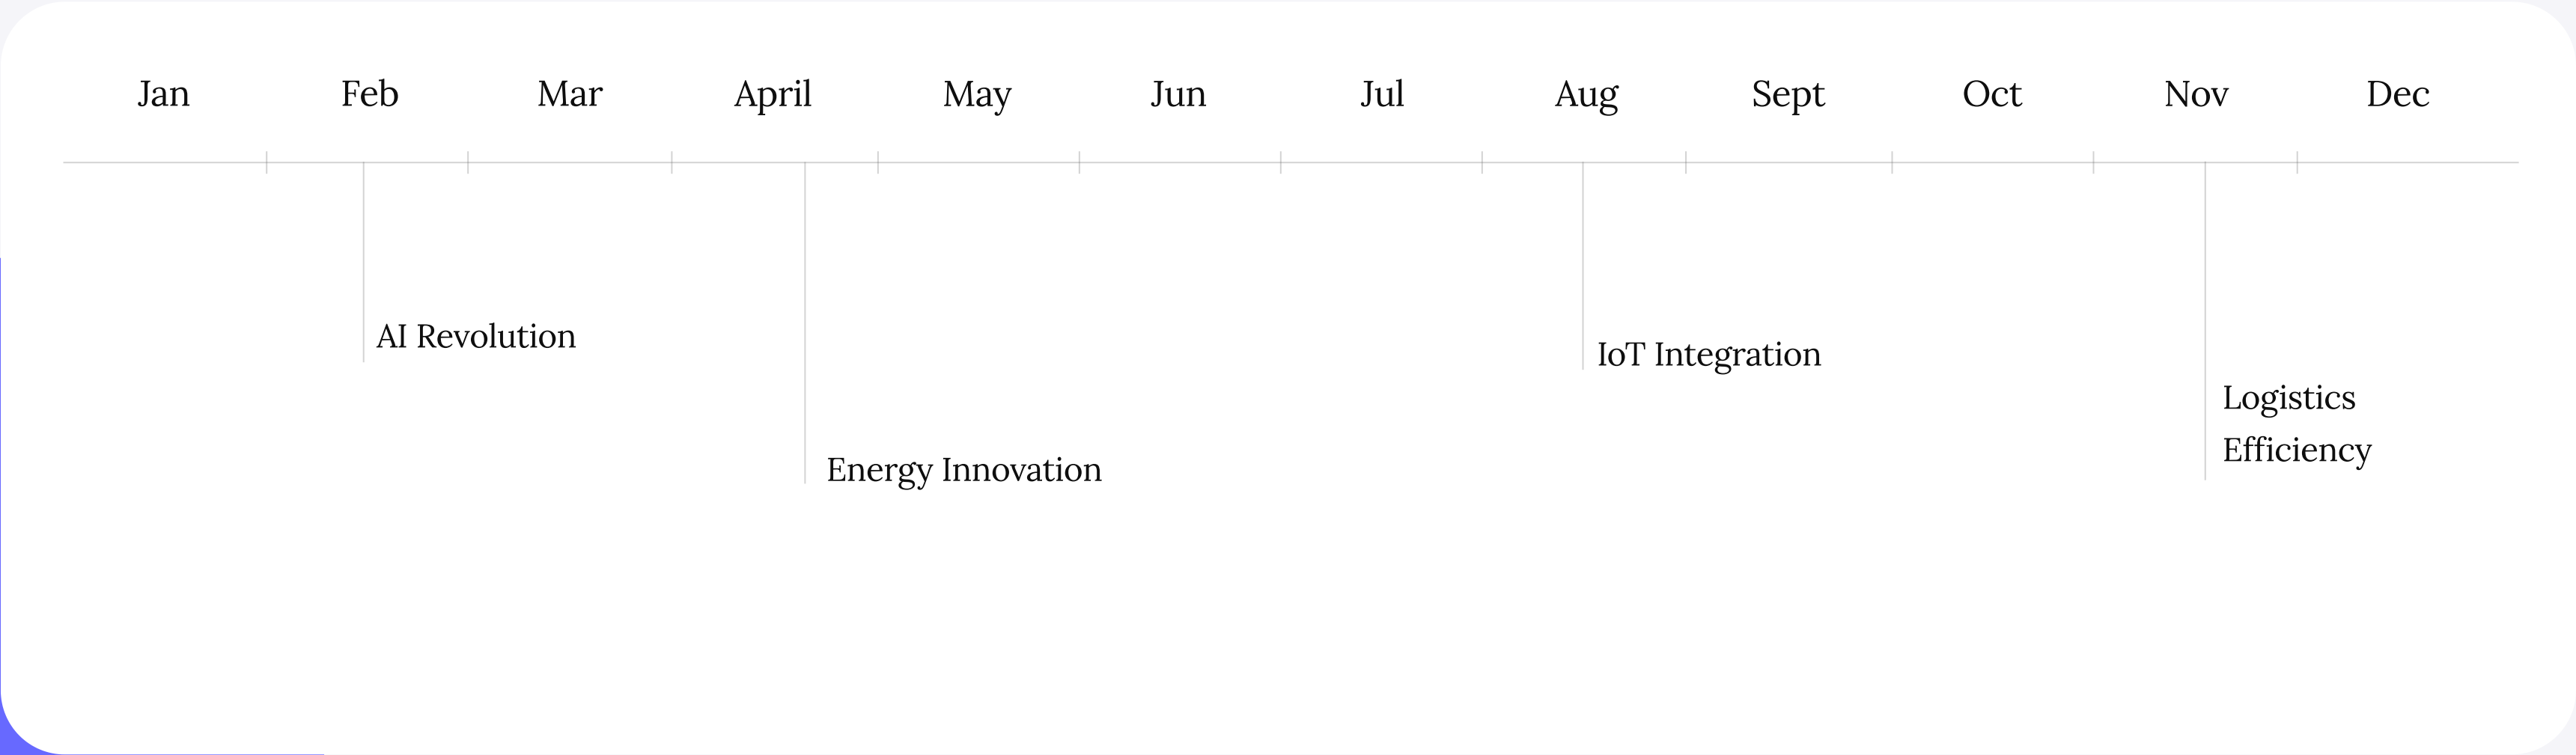 Jan Feb Mar April May Jun Jul Aug Sept Oct Nov Dec
AI Revolution
IoT Integration
Logistics
Efficiency
Energy Innovation